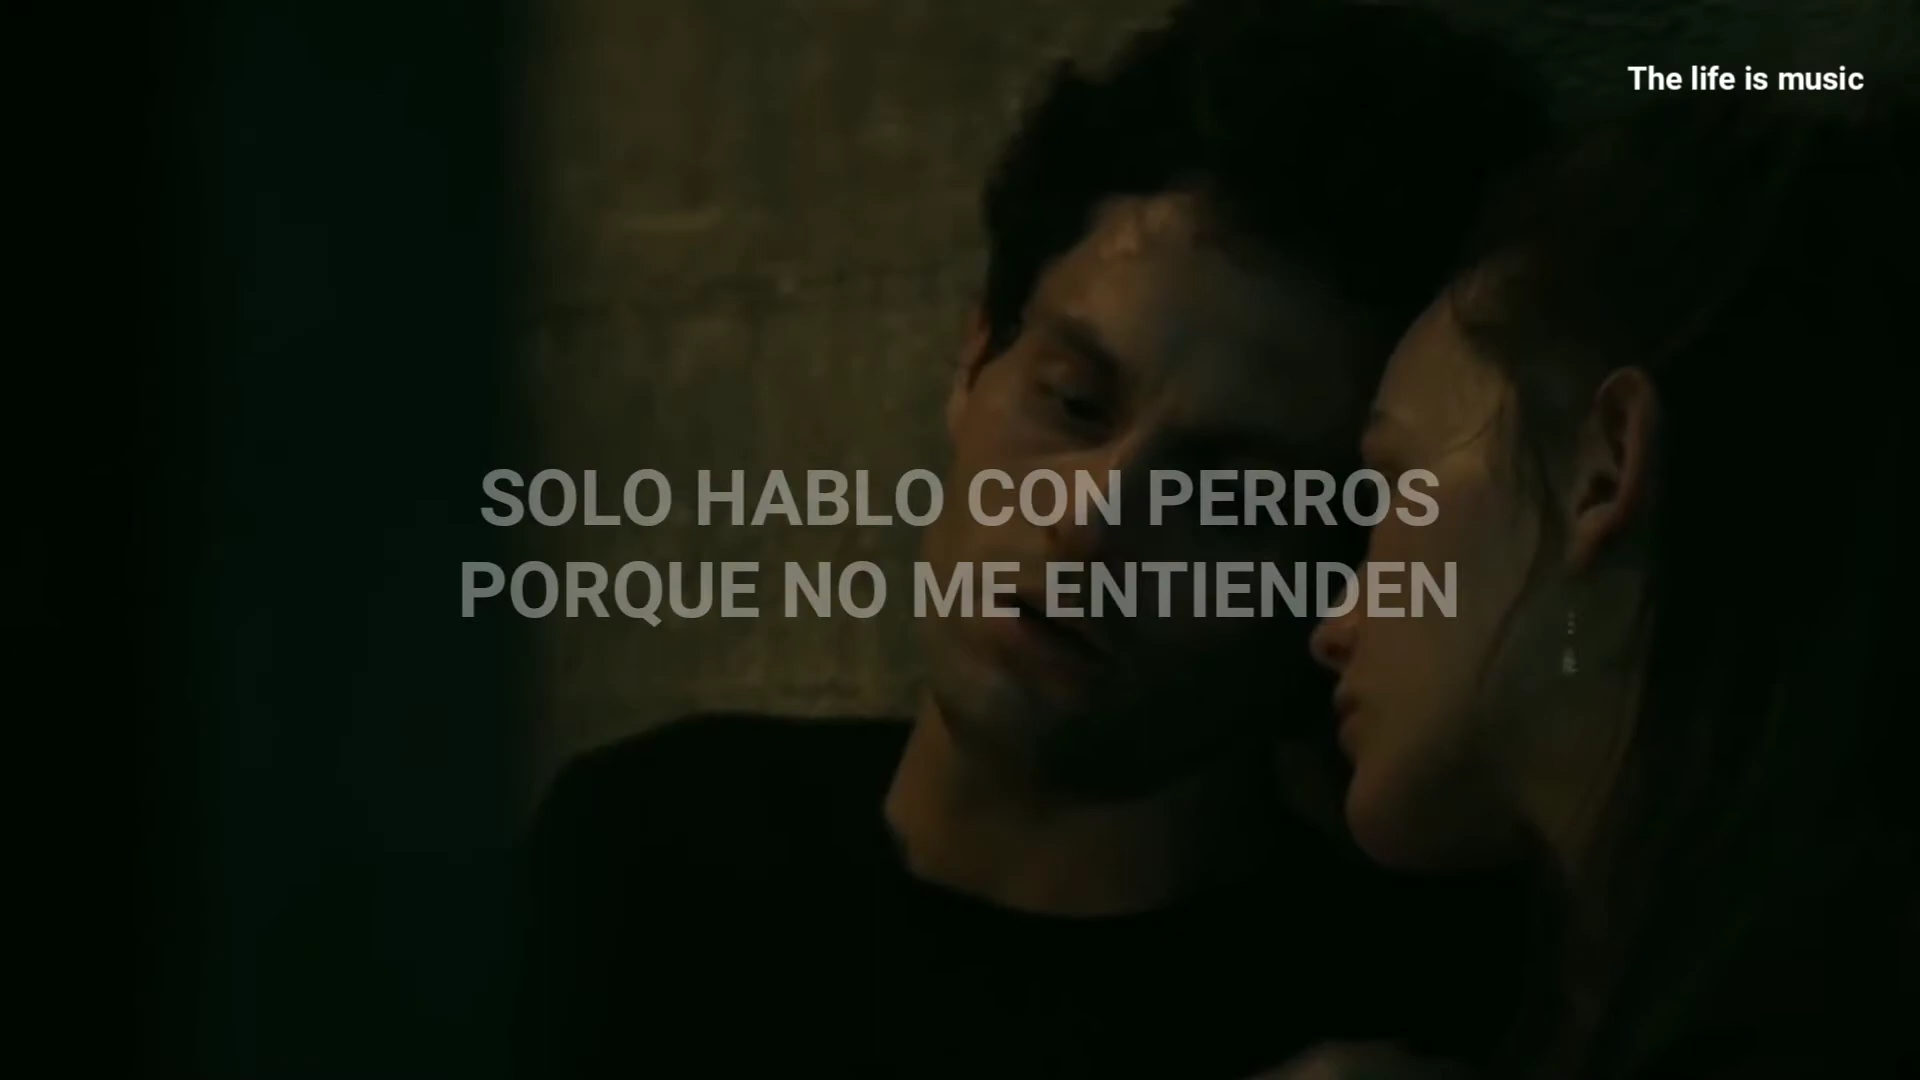 The life is music
SOLO HABLO CON PERROS
PORQUE NO ME ENTIENDEN